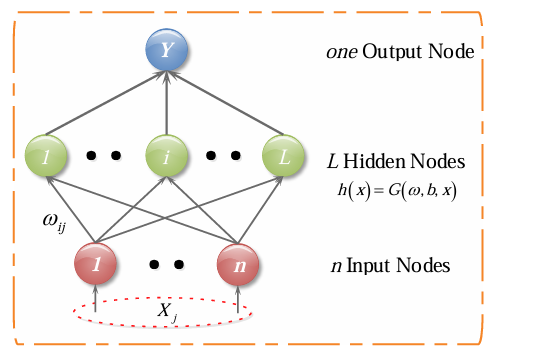 Y
one Output Node
1 i L
L Hidden Nodes
h(x)=G(ω,b,x)
ω_ij
1 n
n Input Nodes
X_j